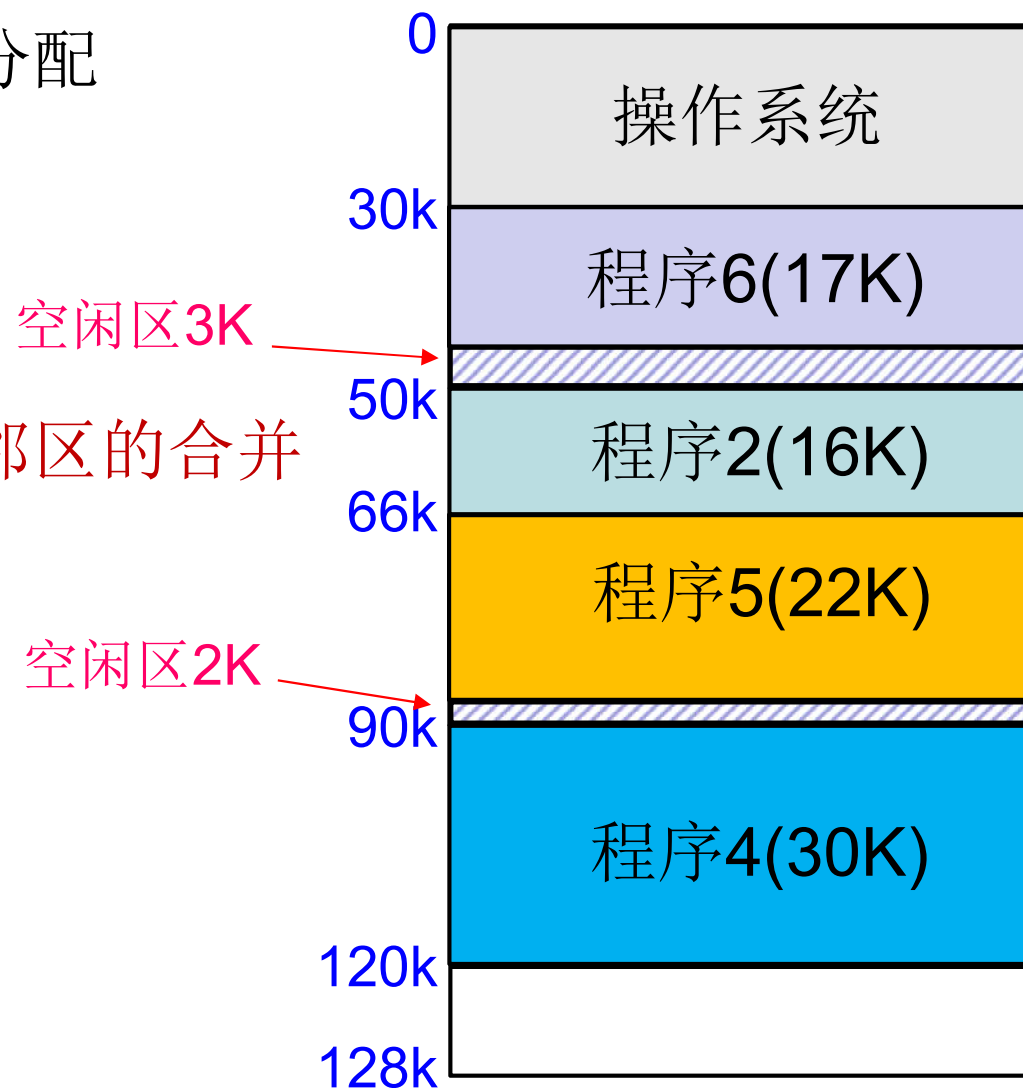 分配
0
操作系统
30k
程序6(17K)
空闲区3K
50k
程序2(16K)
邻区的合并
66k
程序5(22K)
空闲区2K
90k
程序4(30K)
120k
128k